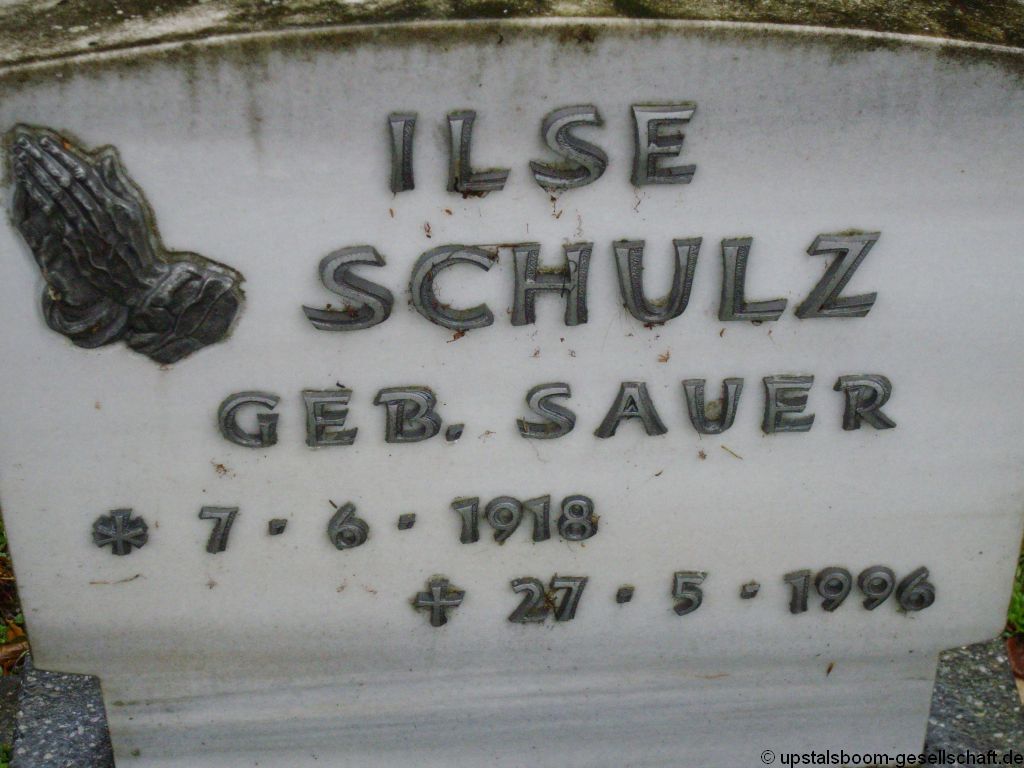 ILSE
SCHULZ
GEB. SAUER
* 7.6.1918
✝ 27.5.1996
© upstalsboom-gesellschaft.de